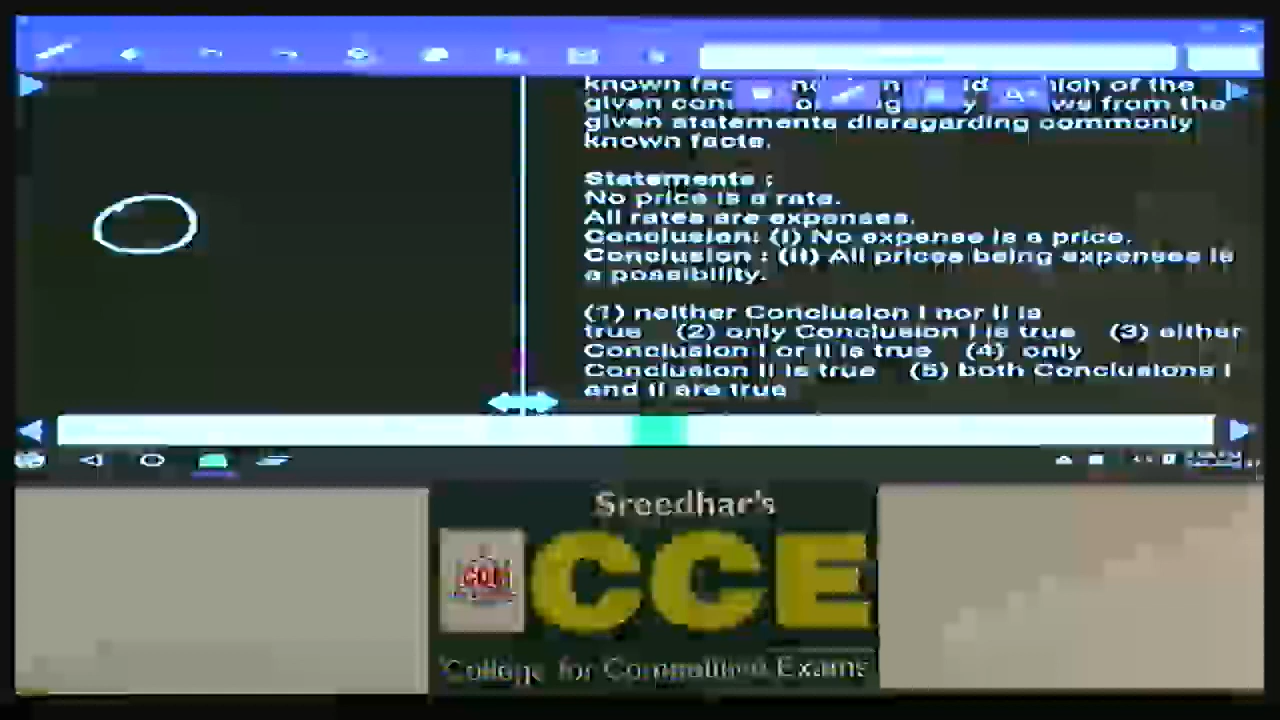 known
given statements disregarding commonly
known facts.
Statements :
No price is a rate.
All rates are expenses.
Conclusion: (I) No expense is a price.
Conclusion : (II) All prices being expenses is
a possibility.
(1) neither Conclusion I nor II is
true (2) only Conclusion I is true (3) either
Conclusion I or II is true (4) only
Conclusion II is true (5) both Conclusions I
and II are true
Sreedhar's
CCE
College for Competitive Exams